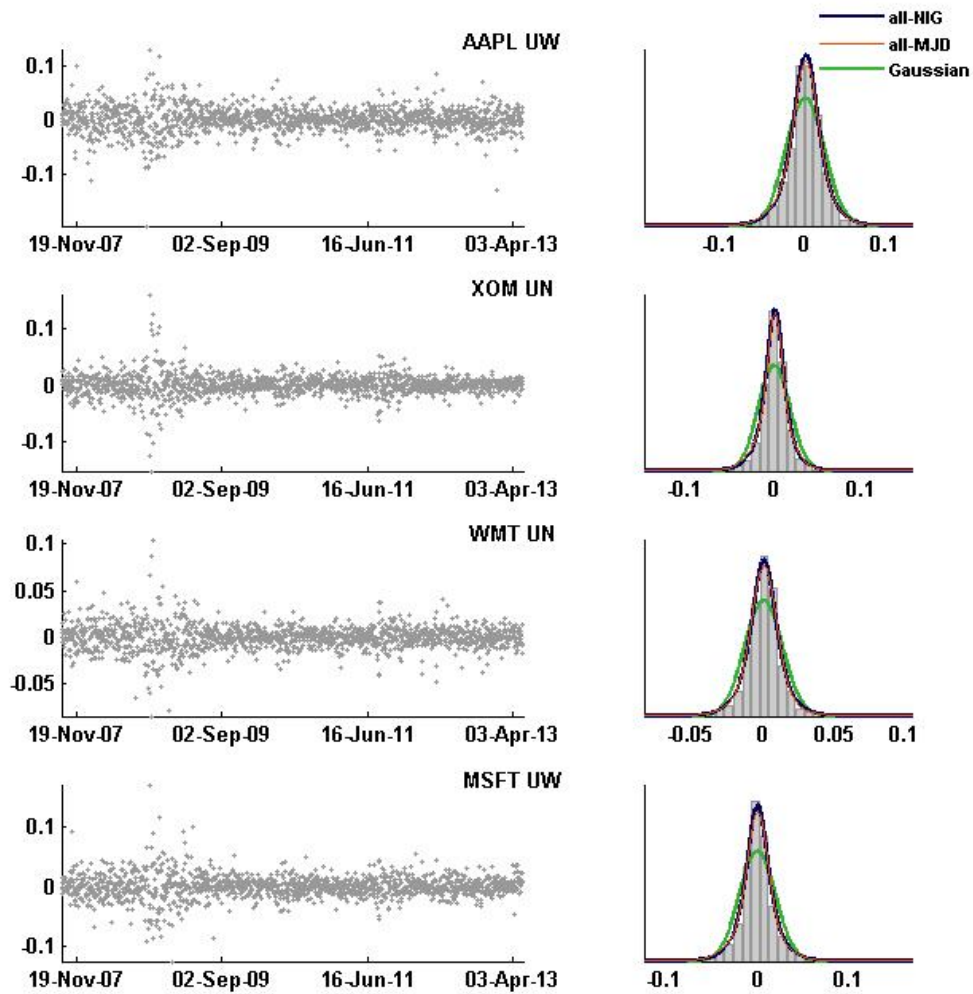 AAPL UW
all-NIG
all-MJD
Gaussian
0.1
0
-0.1
19-Nov-07 02-Sep-09 16-Jun-11 03-Apr-13
-0.1 0 0.1
XOM UN
0.1
0
-0.1
19-Nov-07 02-Sep-09 16-Jun-11 03-Apr-13
-0.1 0 0.1
WMT UN
0.1
0.05
0
-0.05
19-Nov-07 02-Sep-09 16-Jun-11 03-Apr-13
-0.05 0 0.05 0.1
MSFT UW
0.1
0
-0.1
19-Nov-07 02-Sep-09 16-Jun-11 03-Apr-13
-0.1 0 0.1